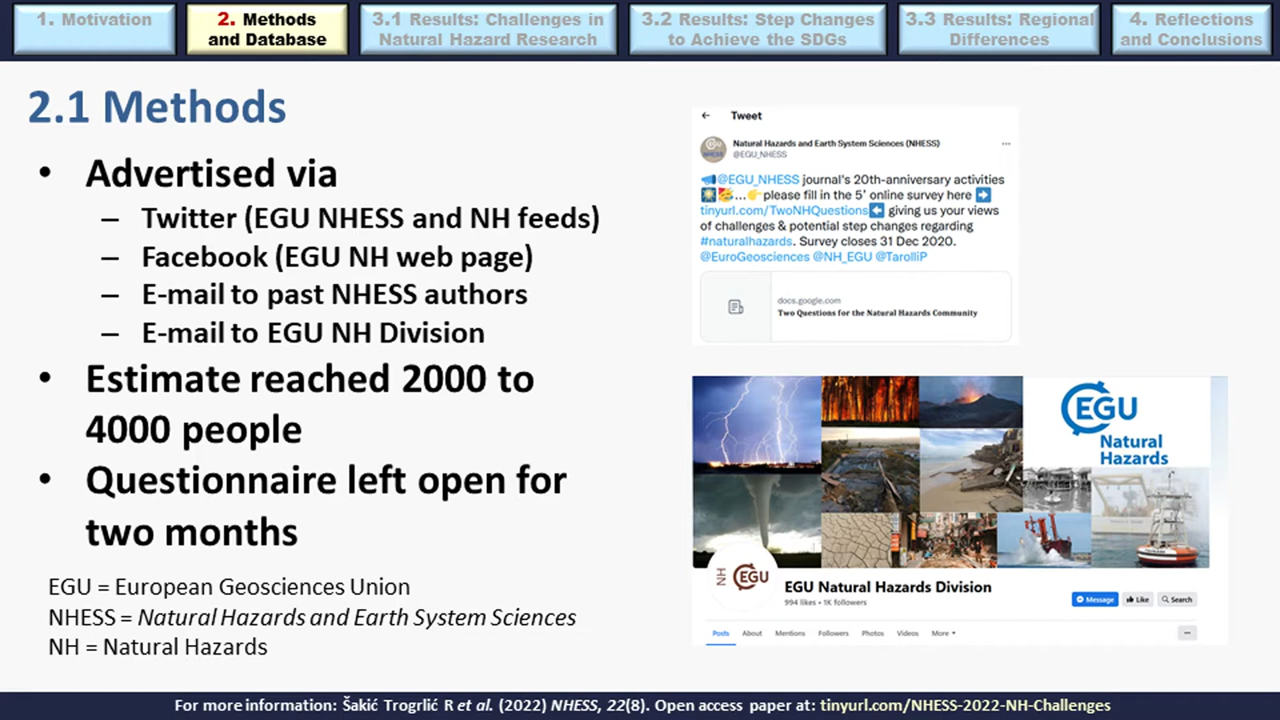 1. Motivation
2. Methods
and Database
3.1 Results: Challenges in
Natural Hazard Research
3.2 Results: Step Changes
to Achieve the SDGs
3.3 Results: Regional
Differences
4. Reflections
and Conclusions
2.1 Methods
• Advertised via
– Twitter (EGU NHESS and NH feeds)
– Facebook (EGU NH web page)
– E-mail to past NHESS authors
– E-mail to EGU NH Division
• Estimate reached 2000 to
4000 people
• Questionnaire left open for
two months
EGU = European Geosciences Union
NHESS = Natural Hazards and Earth System Sciences
NH = Natural Hazards
Tweet
Natural Hazards and Earth System Sciences (NHESS)
@EGU_NHESS
@EGU_NHESS journal's 20th-anniversary activities
... please fill in the 5' online survey here
tinyurl.com/TwoNHQuestions giving us your views
of challenges & potential step changes regarding
#naturalhazards. Survey closes 31 Dec 2020.
@EuroGeosciences @NH_EGU @TarolliP
docs.google.com
Two Questions for the Natural Hazards Community
EGU
Natural
Hazards
NH EGU
EGU Natural Hazards Division
994 likes • 1K followers
Message Like Search
Posts About Mentions Followers Photos Videos More
For more information: Šakić Trogrlić R et al. (2022) NHESS, 22(8). Open access paper at: tinyurl.com/NHESS-2022-NH-Challenges